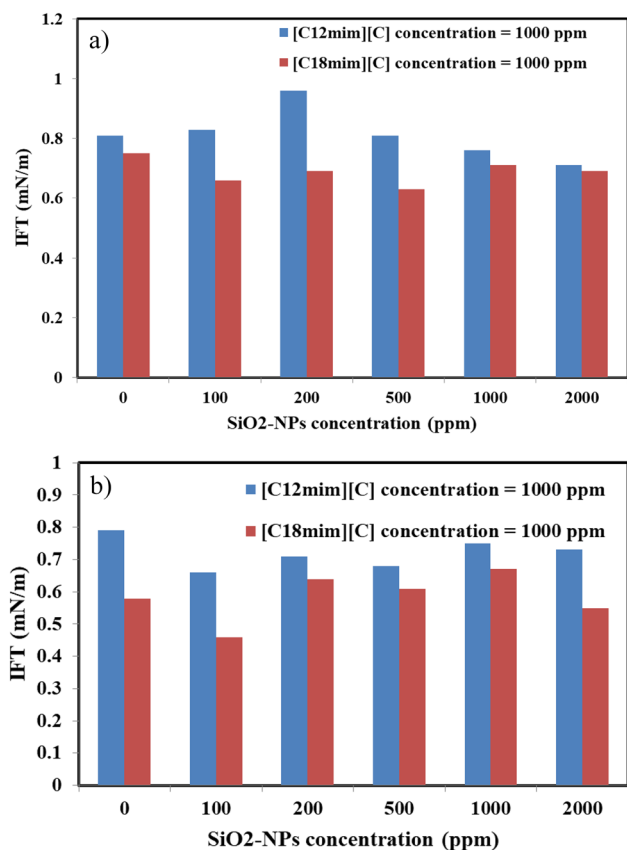 a)
[C12mim][C] concentration = 1000 ppm
[C18mim][C] concentration = 1000 ppm
1.2
1
0.8
0.6
0.4
0.2
0
IFT (mN/m)
0 100 200 500 1000 2000
SiO2-NPs concentration (ppm)
b)
[C12mim][C] concentration = 1000 ppm
[C18mim][C] concentration = 1000 ppm
1
0.9
0.8
0.7
0.6
0.5
0.4
0.3
0.2
0.1
0
IFT (mN/m)
0 100 200 500 1000 2000
SiO2-NPs concentration (ppm)